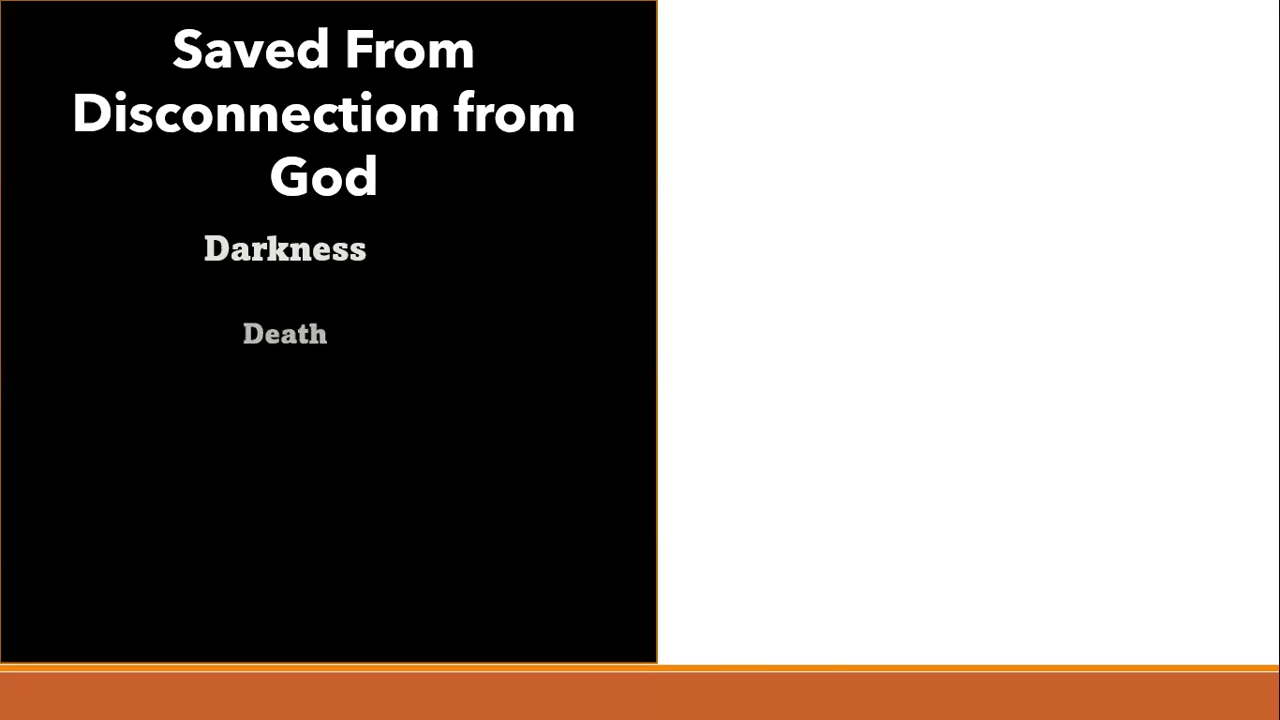 Saved From
Disconnection from
God
Darkness
Death